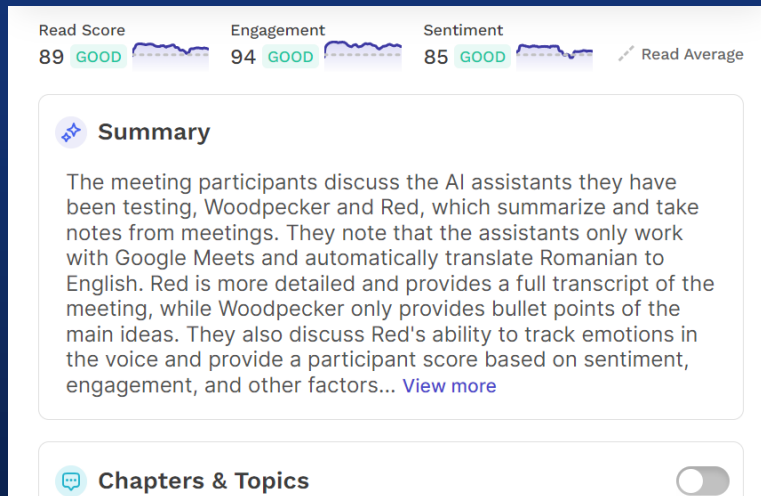 Read Score
89 GOOD
Engagement
94 GOOD
Sentiment
85 GOOD
Read Average
Summary
The meeting participants discuss the AI assistants they have
been testing, Woodpecker and Red, which summarize and take
notes from meetings. They note that the assistants only work
with Google Meets and automatically translate Romanian to
English. Red is more detailed and provides a full transcript of the
meeting, while Woodpecker only provides bullet points of the
main ideas. They also discuss Red's ability to track emotions in
the voice and provide a participant score based on sentiment,
engagement, and other factors... View more
Chapters & Topics